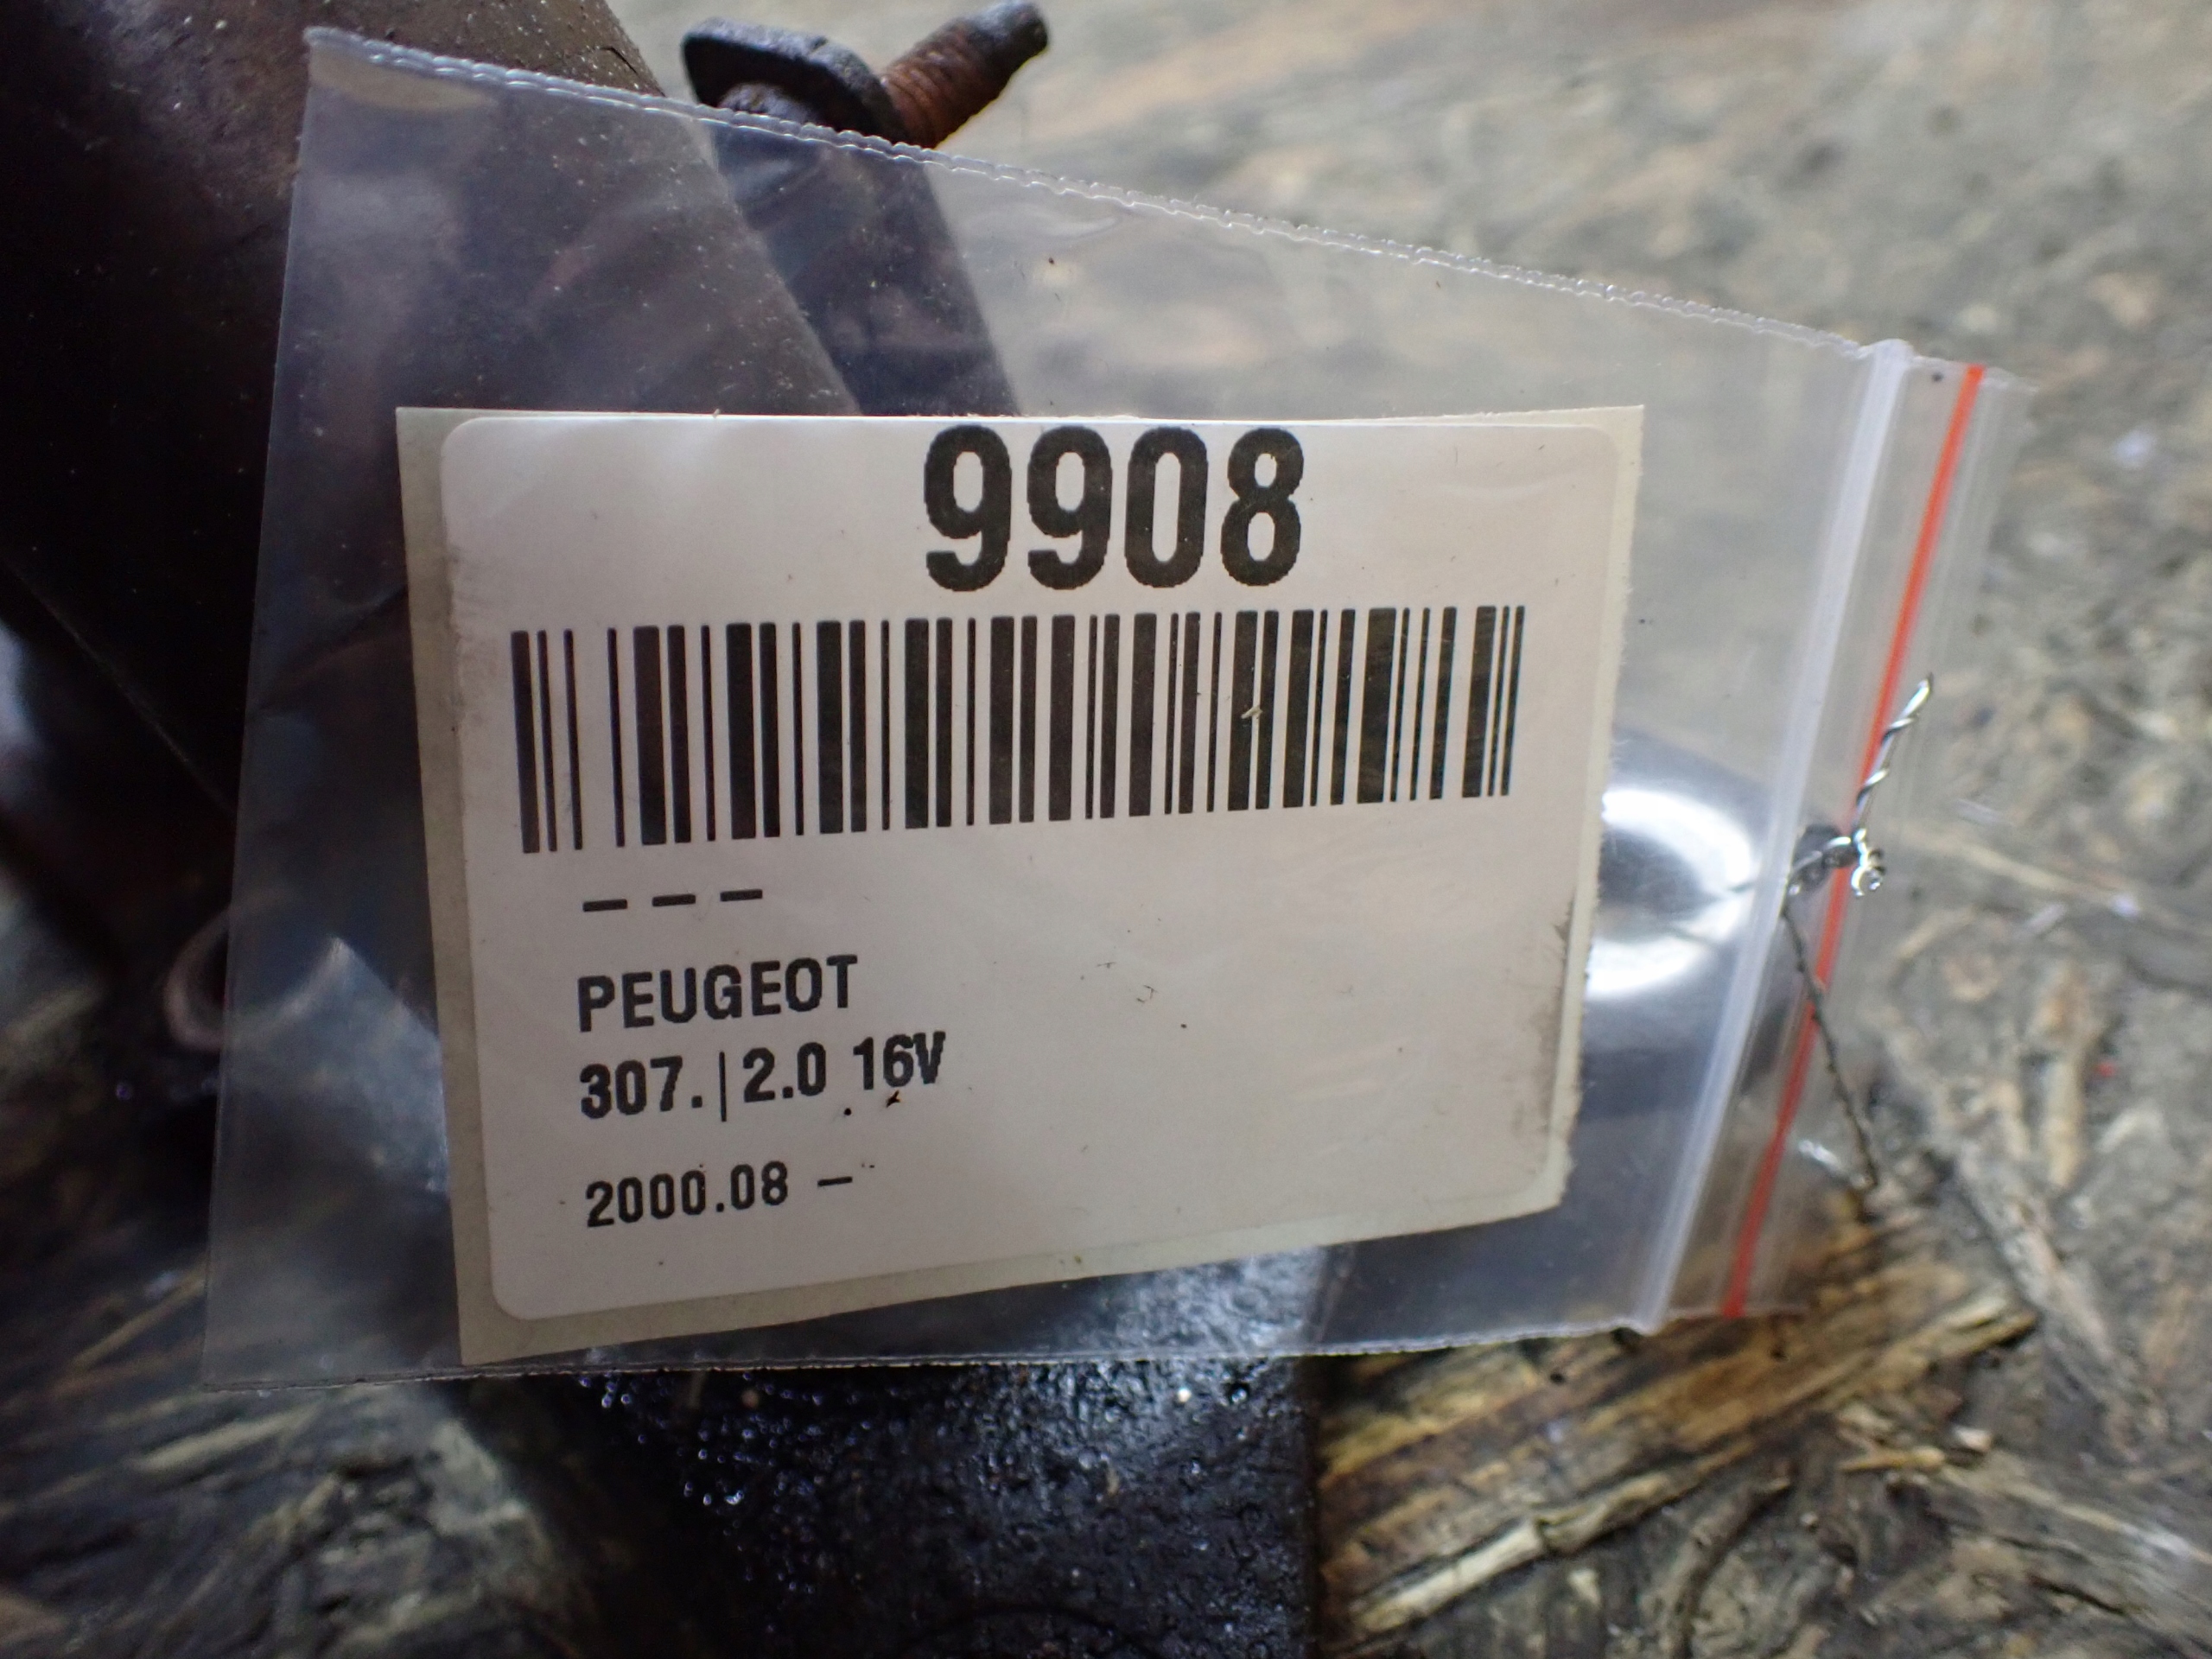 9908
– – –
PEUGEOT
307.|2.0 16V
2000.08 –